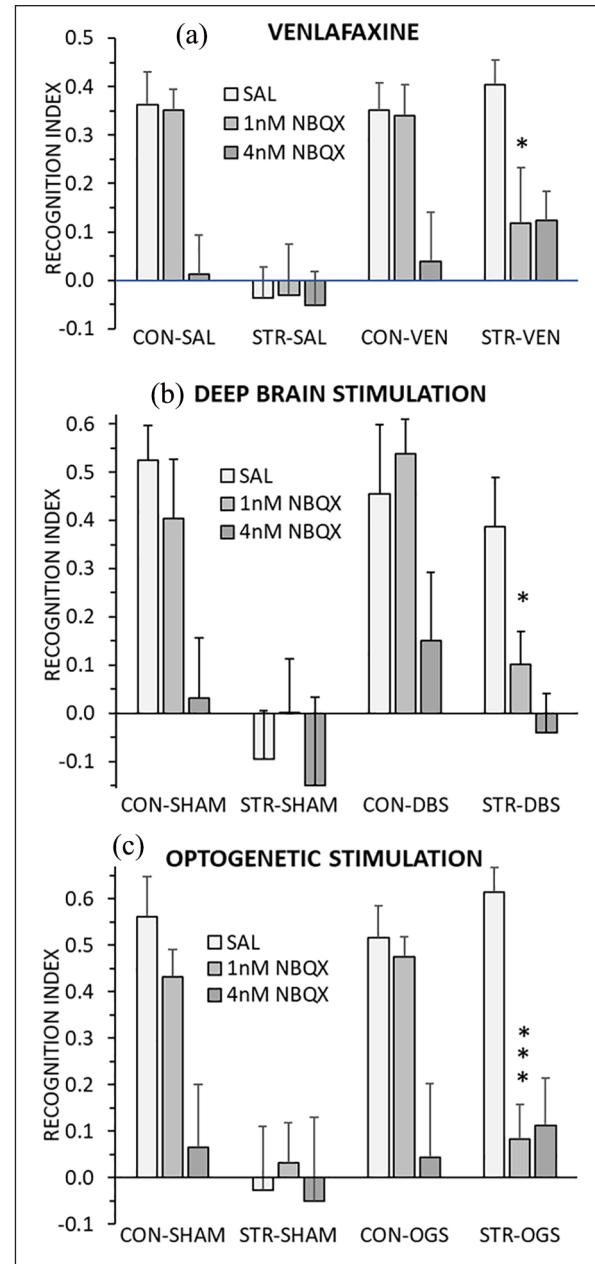 (a) VENLAFAXINE
RECOGNITION INDEX
0.5
0.4
0.3
0.2
0.1
0.0
-0.1
SAL
1nM NBQX
4nM NBQX
*
CON-SAL STR-SAL CON-VEN STR-VEN
(b) DEEP BRAIN STIMULATION
RECOGNITION INDEX
0.6
0.5
0.4
0.3
0.2
0.1
0.0
-0.1
SAL
1nM NBQX
4nM NBQX
*
CON-SHAM STR-SHAM CON-DBS STR-DBS
(c) OPTOGENETIC STIMULATION
RECOGNITION INDEX
0.6
0.5
0.4
0.3
0.2
0.1
0.0
-0.1
SAL
1nM NBQX
4nM NBQX
***
CON-SHAM STR-SHAM CON-OGS STR-OGS